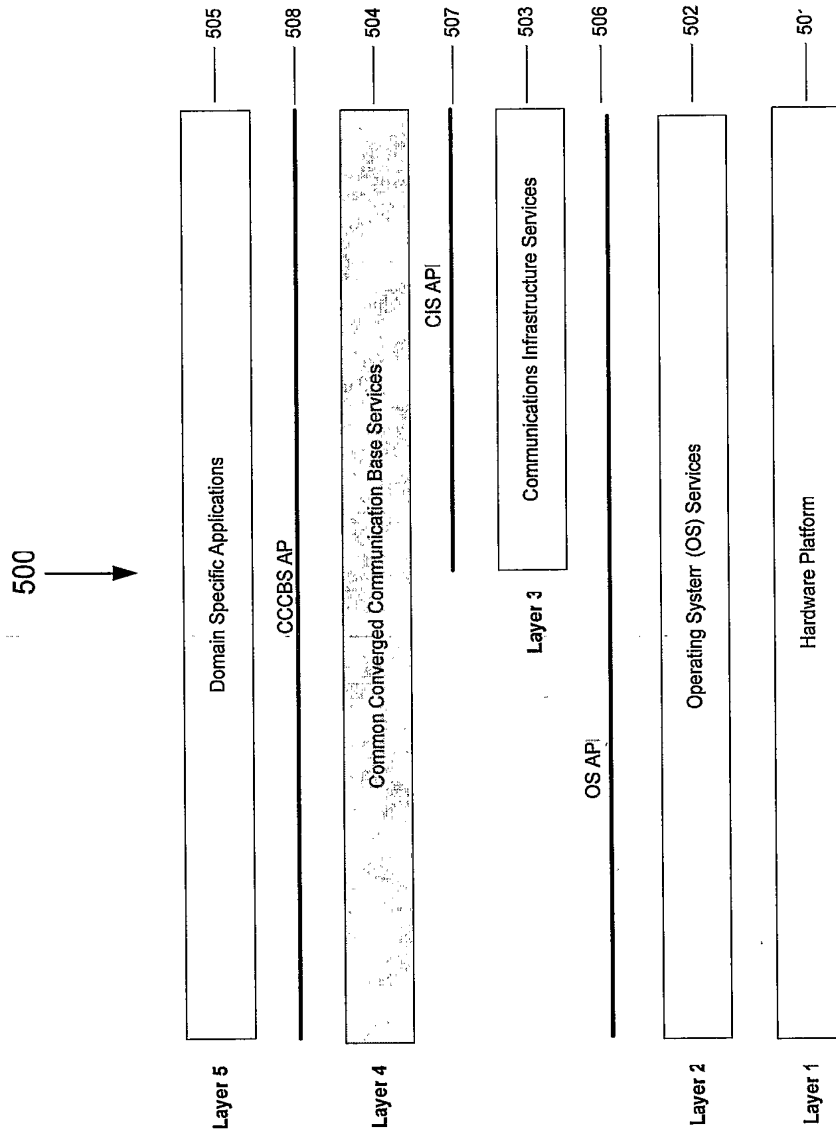 500
Layer 5
Domain Specific Applications
505
CCCBS AP
508
Layer 4
Common Converged Communication Base Services
504
CIS API
507
Layer 3
Communications Infrastructure Services
503
OS API
506
Layer 2
Operating System (OS) Services
502
Layer 1
Hardware Platform
501